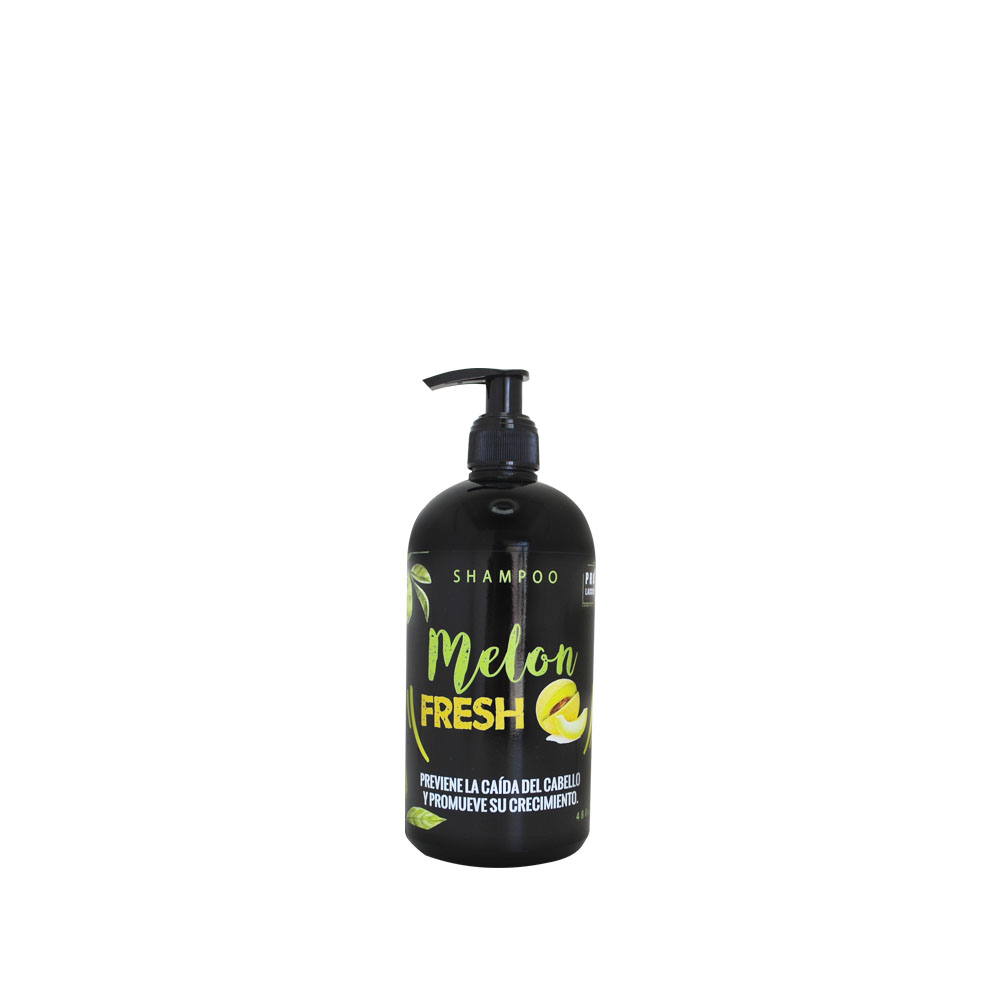 SHAMPOO
Melon
FRESH
PREVIENE LA CAÍDA DEL CABELLO
Y PROMUEVE SU CRECIMIENTO.